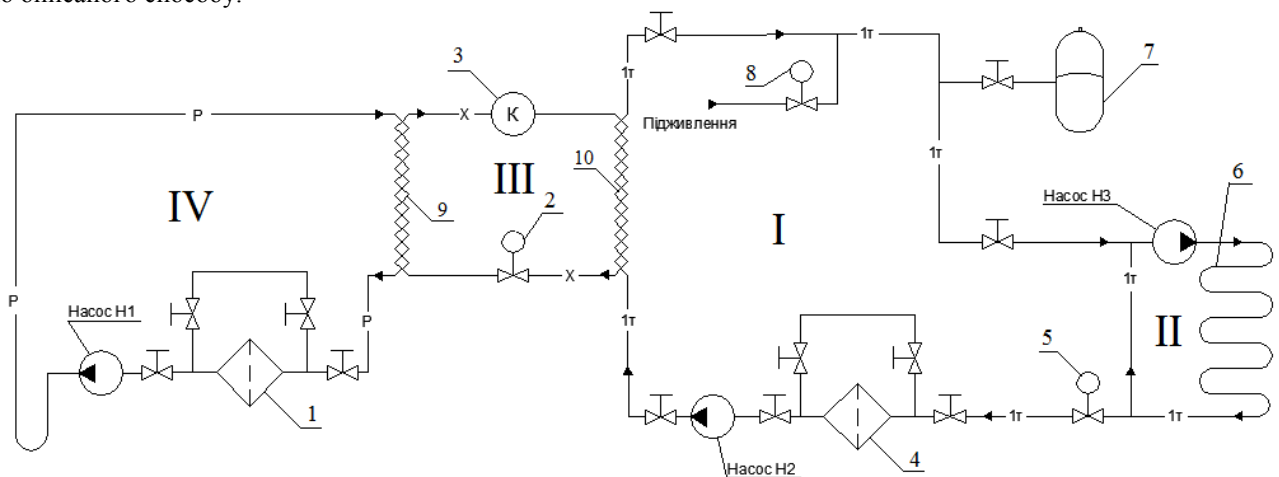 о описаного способу.
3
К
X
1т
8
Підживлення
1т
7
P
IV
9
III
10
2
X
I
1т
6
Насос Н3
1т
II
P
Насос Н1
P
1
1т
Насос Н2
4
1т
5
1т